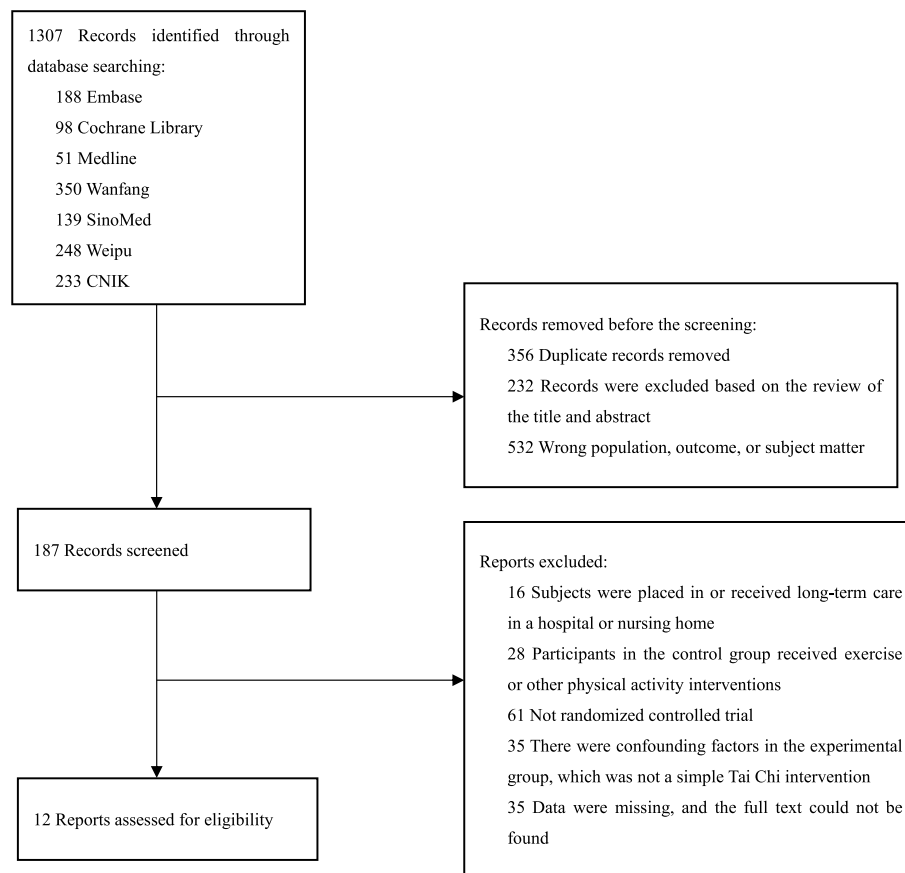 1307 Records identified through
database searching:
188 Embase
98 Cochrane Library
51 Medline
350 Wanfang
139 SinoMed
248 Weipu
233 CNIK
Records removed before the screening:
356 Duplicate records removed
232 Records were excluded based on the review of
the title and abstract
532 Wrong population, outcome, or subject matter
187 Records screened
Reports excluded:
16 Subjects were placed in or received long-term care
in a hospital or nursing home
28 Participants in the control group received exercise
or other physical activity interventions
61 Not randomized controlled trial
35 There were confounding factors in the experimental
group, which was not a simple Tai Chi intervention
35 Data were missing, and the full text could not be
found
12 Reports assessed for eligibility